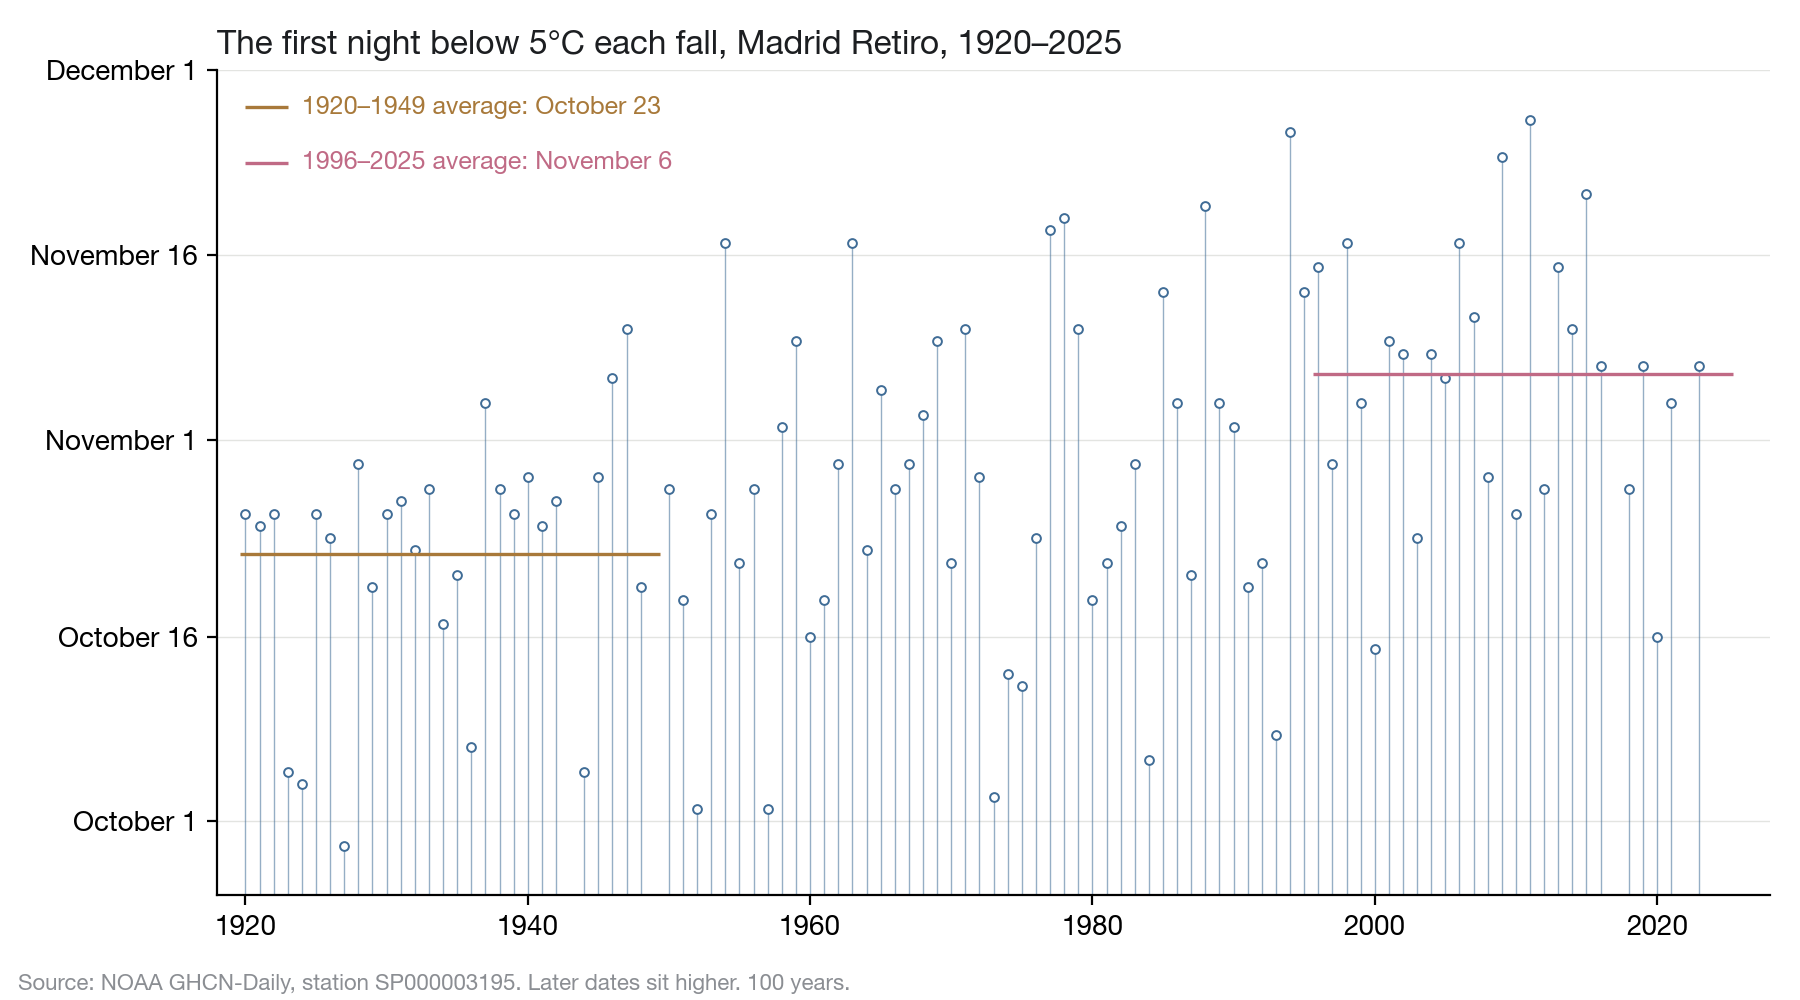 The first night below 5°C each fall, Madrid Retiro, 1920–2025
December 1
1920–1949 average: October 23
1996–2025 average: November 6
November 16
November 1
October 16
October 1
1920 1940 1960 1980 2000 2020
Source: NOAA GHCN-Daily, station SP000003195. Later dates sit higher. 100 years.